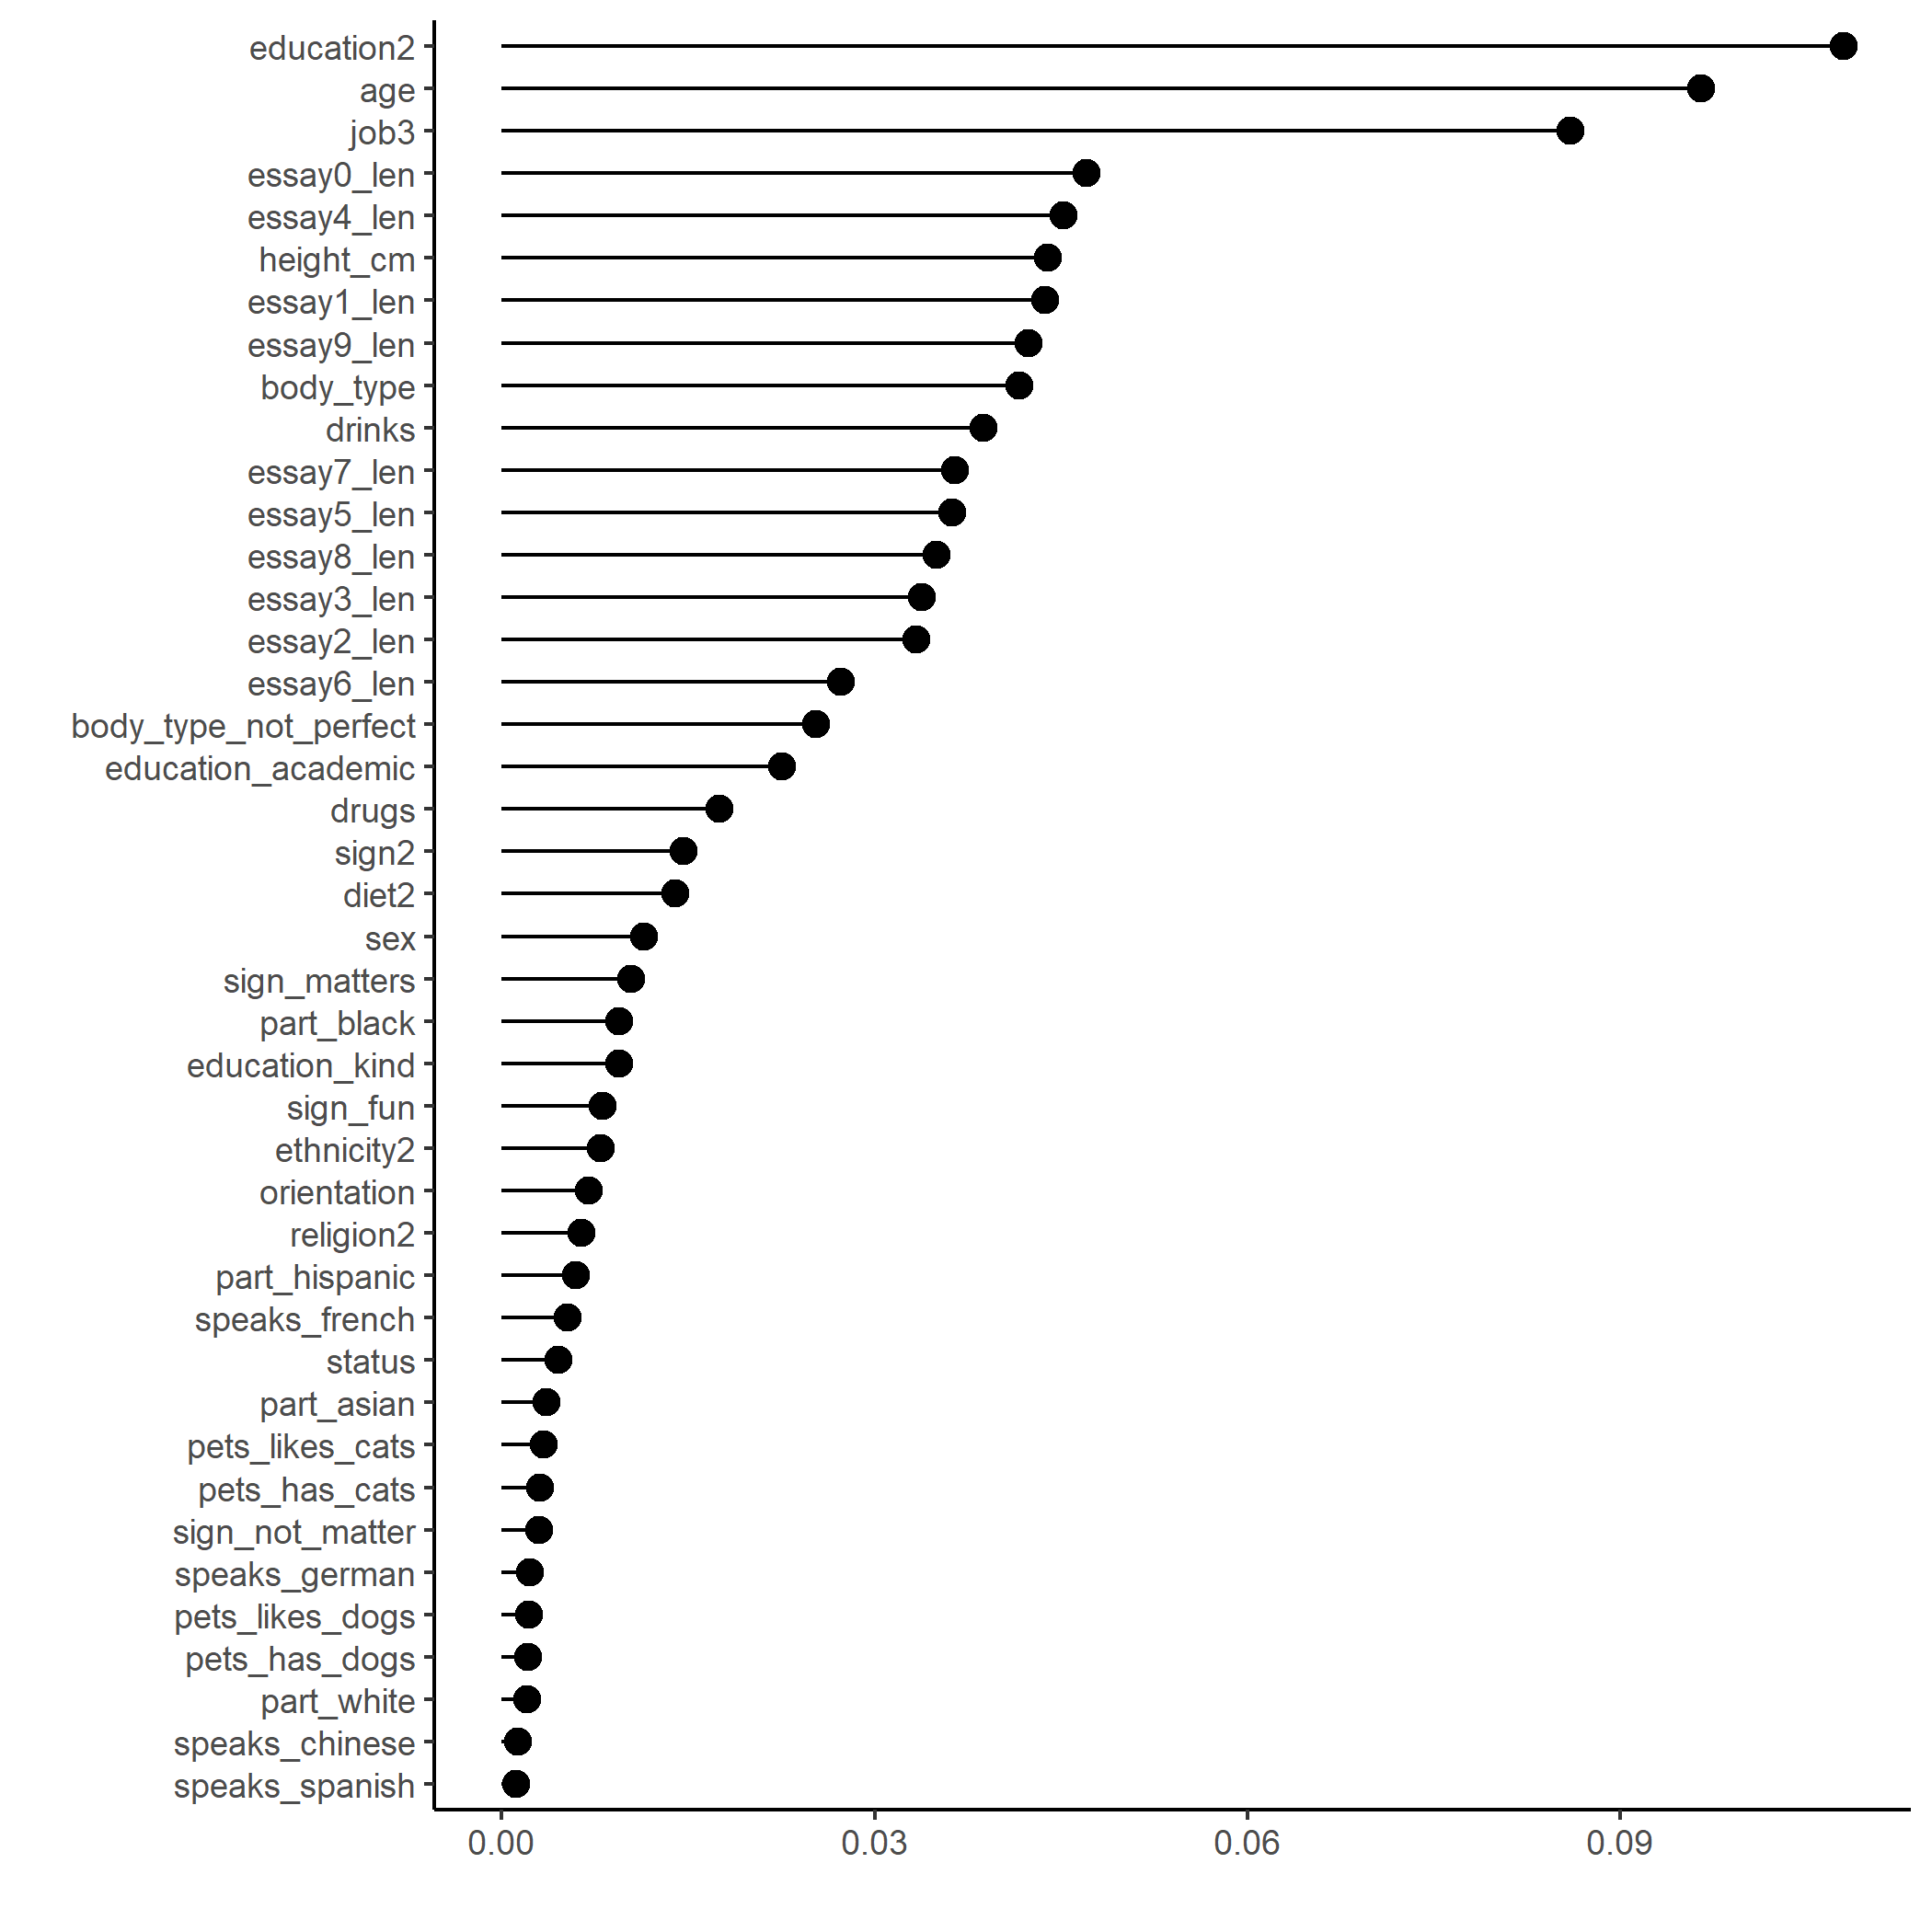 education2
age
job3
essay0_len
essay4_len
height_cm
essay1_len
essay9_len
body_type
drinks
essay7_len
essay5_len
essay8_len
essay3_len
essay2_len
essay6_len
body_type_not_perfect
education_academic
drugs
sign2
diet2
sex
sign_matters
part_black
education_kind
sign_fun
ethnicity2
orientation
religion2
part_hispanic
speaks_french
status
part_asian
pets_likes_cats
pets_has_cats
sign_not_matter
speaks_german
pets_likes_dogs
pets_has_dogs
part_white
speaks_chinese
speaks_spanish
0.00 0.03 0.06 0.09